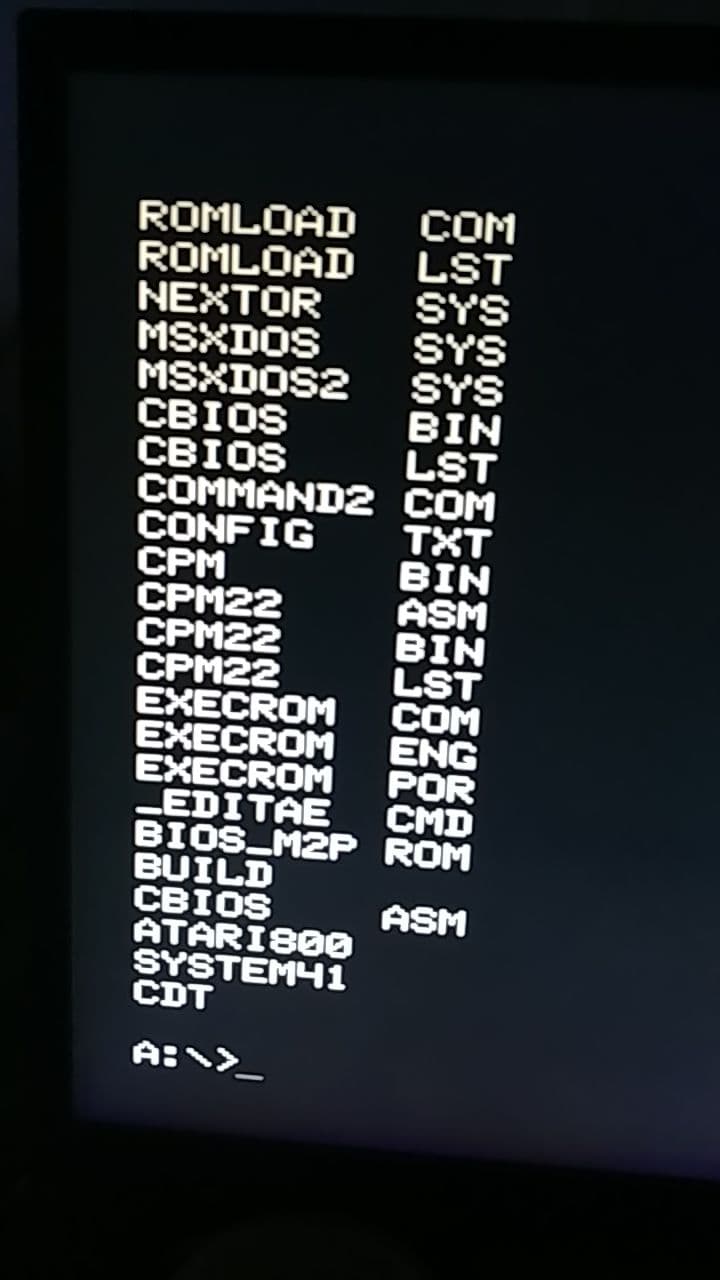 ROMLOAD COM
ROMLOAD LST
NEXTOR SYS
MSXDOS SYS
MSXDOS2 SYS
CBIOS BIN
CBIOS LST
COMMAND2 COM
CONFIG TXT
CPM BIN
CPM22 ASM
CPM22 BIN
CPM22 LST
EXECROM COM
EXECROM ENG
EXECROM POR
_EDITAE CMD
BIOS_M2P ROM
BUILD
CBIOS ASM
ATARI800
SYSTEM41
CDT
A:\>_